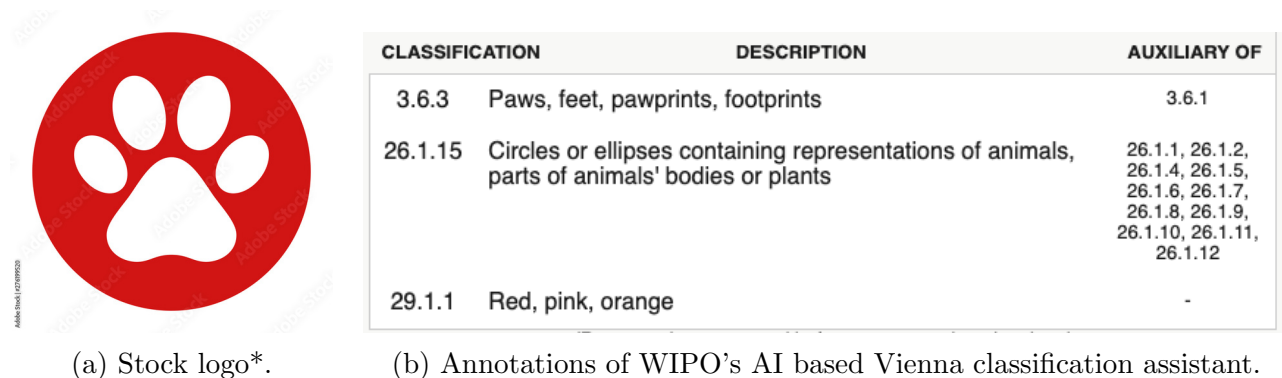 Adobe Stock | #276199520
CLASSIFICATION DESCRIPTION AUXILIARY OF
3.6.3 Paws, feet, pawprints, footprints 3.6.1
26.1.15 Circles or ellipses containing representations of animals, parts of animals' bodies or plants
26.1.1, 26.1.2,
26.1.4, 26.1.5,
26.1.6, 26.1.7,
26.1.8, 26.1.9,
26.1.10, 26.1.11,
26.1.12
29.1.1 Red, pink, orange -
(a) Stock logo*.
(b) Annotations of WIPO's AI based Vienna classification assistant.